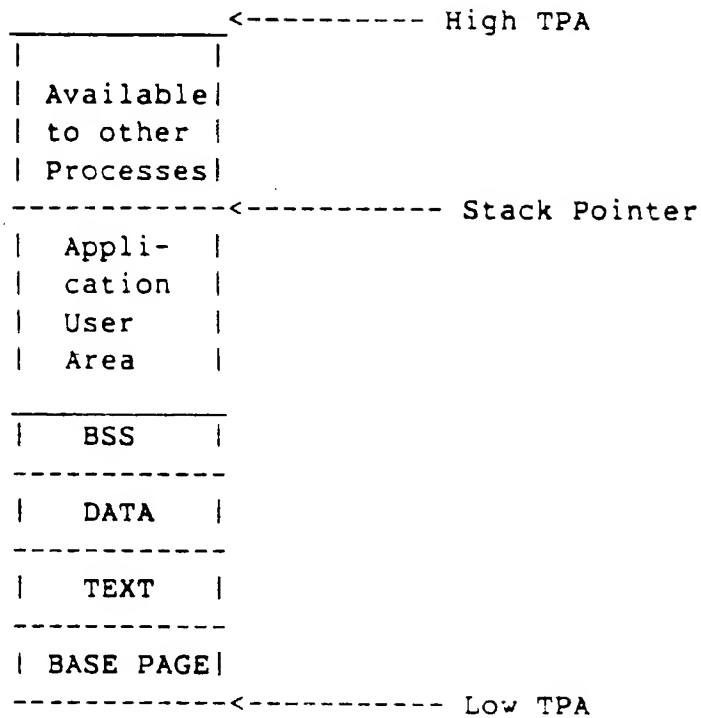 <---------- High TPA
| Available|
| to other |
| Processes|
------------<----------- Stack Pointer
| Appli- |
| cation |
| User |
| Area |
| BSS |
------------
| DATA |
------------
| TEXT |
------------
| BASE PAGE|
------------<----------- Low TPA